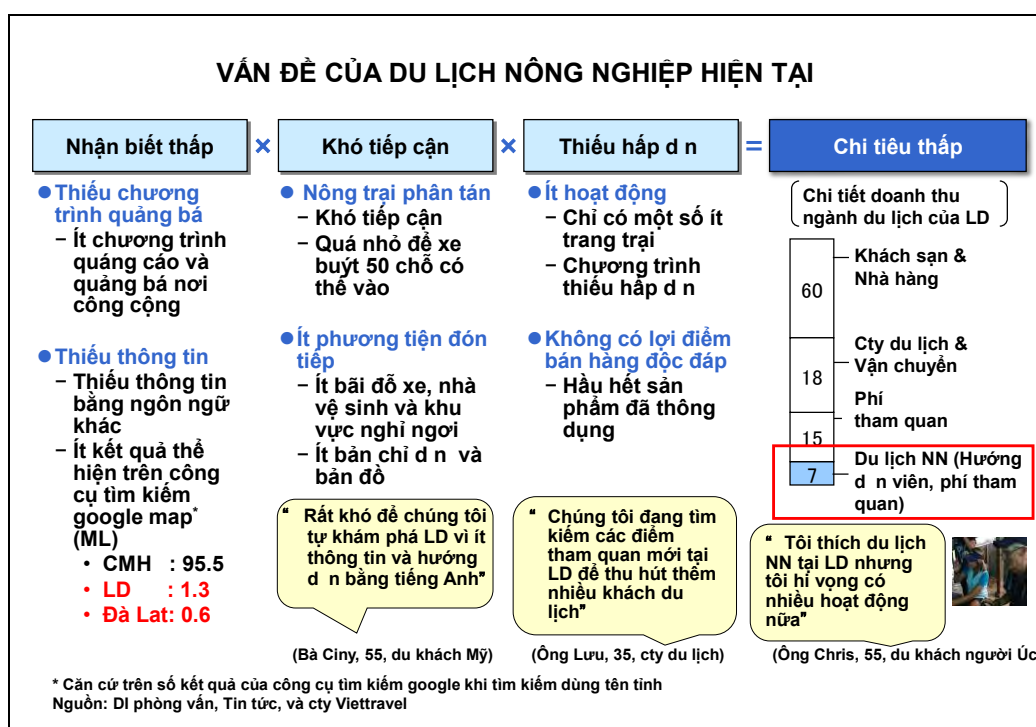 VẤN ĐỀ CỦA DU LỊCH NÔNG NGHIỆP HIỆN TẠI
Nhận biết thấp
×
Khó tiếp cận
×
Thiếu hấp d n
=
Chi tiêu thấp
● Thiếu chương
trình quảng bá
– Ít chương trình
quáng cáo và
quảng bá nơi
công cộng
● Thiếu thông tin
– Thiếu thông tin
bằng ngôn ngữ
khác
– Ít kết quả thể
hiện trên công
cụ tìm kiếm
google map*
(ML)
• CMH : 95.5
• LD : 1.3
• Đà Lat: 0.6
● Nông trại phân tán
– Khó tiếp cận
– Quá nhỏ để xe
buýt 50 chỗ có
thể vào
● Ít phương tiện đón
tiếp
– Ít bãi đỗ xe, nhà
vệ sinh và khu
vực nghỉ ngơi
– Ít bản chỉ d n và
bản đồ
" Rất khó để chúng tôi
tự khám phá LD vì ít
thông tin và hướng
d n bằng tiếng Anh"
(Bà Ciny, 55, du khách Mỹ)
● Ít hoạt động
– Chỉ có một số ít
trang trại
– Chương trình
thiếu hấp d n
● Không có lợi điểm
bán hàng độc đáp
– Hầu hết sản
phẩm đã thông
dụng
" Chúng tôi đang tìm
kiếm các điểm
tham quan mới tại
LD để thu hút thêm
nhiều khách du
lịch"
(Ông Lưu, 35, cty du lịch)
Chi tiết doanh thu
ngành du lịch của LD
60
Khách sạn &
Nhà hàng
18
Cty du lịch &
Vận chuyển
15
Phí
tham quan
7
Du lịch NN (Hướng
d n viên, phí tham
quan)
" Tôi thích du lịch
NN tại LD nhưng
tôi hí vọng có
nhiều hoạt động
nữa"
(Ông Chris, 55, du khách người Úc
* Căn cứ trên số kết quả của công cụ tìm kiếm google khi tìm kiếm dùng tên tỉnh
Nguồn: DI phòng vấn, Tin tức, và cty Viettravel